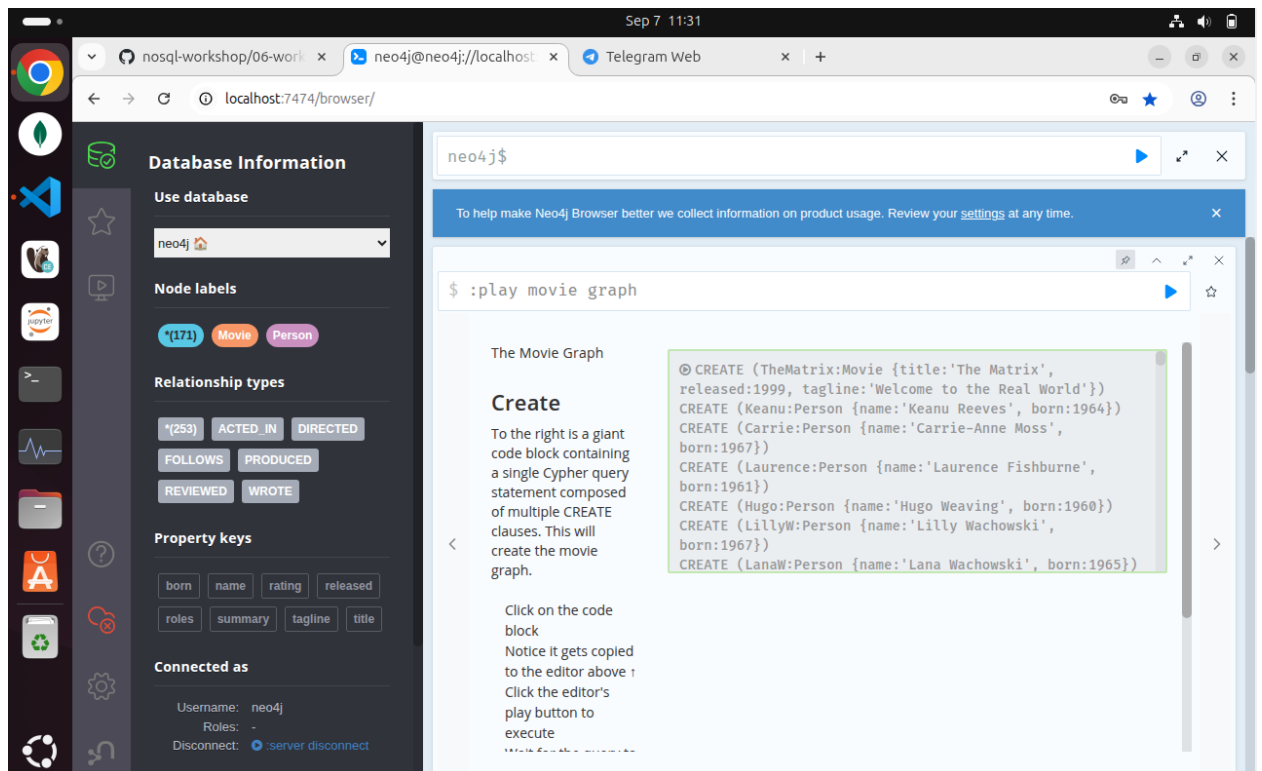 Sep 7 11:31
nosql-workshop/06-work
neo4j@neo4j://localhost:
Telegram Web
localhost:7474/browser/
Database Information
Use database
neo4j
Node labels
*(171) Movie Person
Relationship types
*(253) ACTED_IN DIRECTED
FOLLOWS PRODUCED
REVIEWED WROTE
Property keys
born name rating released
roles summary tagline title
Connected as
Username: neo4j
Roles: -
Disconnect: :server disconnect
neo4j$
To help make Neo4j Browser better we collect information on product usage. Review your settings at any time.
$ :play movie graph
The Movie Graph
Create
To the right is a giant
code block containing
a single Cypher query
statement composed
of multiple CREATE
clauses. This will
create the movie
graph.
Click on the code
block
Notice it gets copied
to the editor above ↑
Click the editor's
play button to
execute
Wait for the query to
CREATE (TheMatrix:Movie {title:'The Matrix',
released:1999, tagline:'Welcome to the Real World'})
CREATE (Keanu:Person {name:'Keanu Reeves', born:1964})
CREATE (Carrie:Person {name:'Carrie-Anne Moss',
born:1967})
CREATE (Laurence:Person {name:'Laurence Fishburne',
born:1961})
CREATE (Hugo:Person {name:'Hugo Weaving', born:1960})
CREATE (LillyW:Person {name:'Lilly Wachowski',
born:1967})
CREATE (LanaW:Person {name:'Lana Wachowski', born:1965})
jupyter